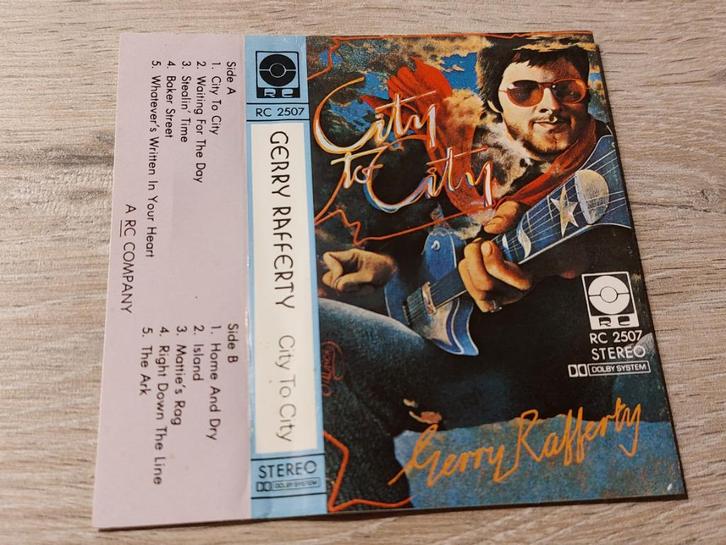 Side A
1. City To City
2. Waiting For The Day
3. Stealin' Time
4. Baker Street
5. Whatever's Written In Your Heart
A RC COMPANY
Side B
1. Home And Dry
2. Island
3. Mattie's Rag
4. Right Down The Line
5. The Ark
RC
RC 2507
GERRY RAFFERTY City To City
STEREO
DOLBY SYSTEM
City
to City
RC
RC 2507
STEREO
DOLBY SYSTEM
Gerry Rafferty